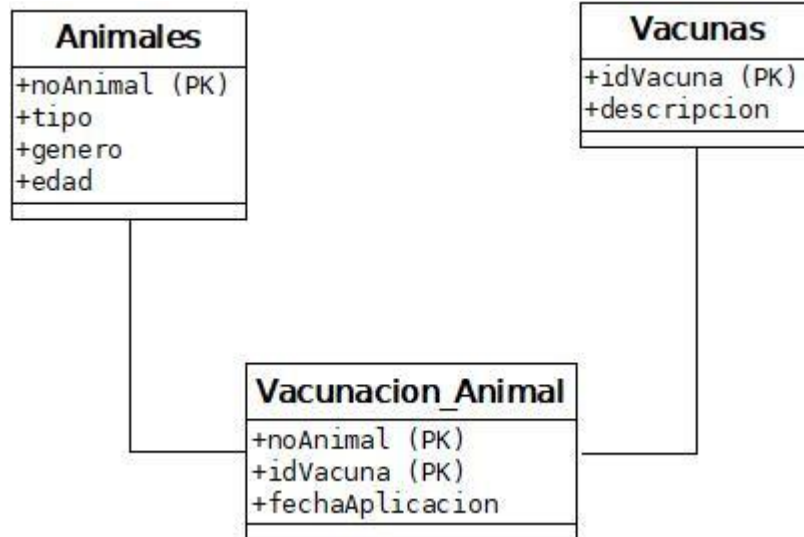 Animales
+noAnimal (PK)
+tipo
+genero
+edad
Vacunas
+idVacuna (PK)
+descripcion
Vacunacion_Animal
+noAnimal (PK)
+idVacuna (PK)
+fechaAplicacion